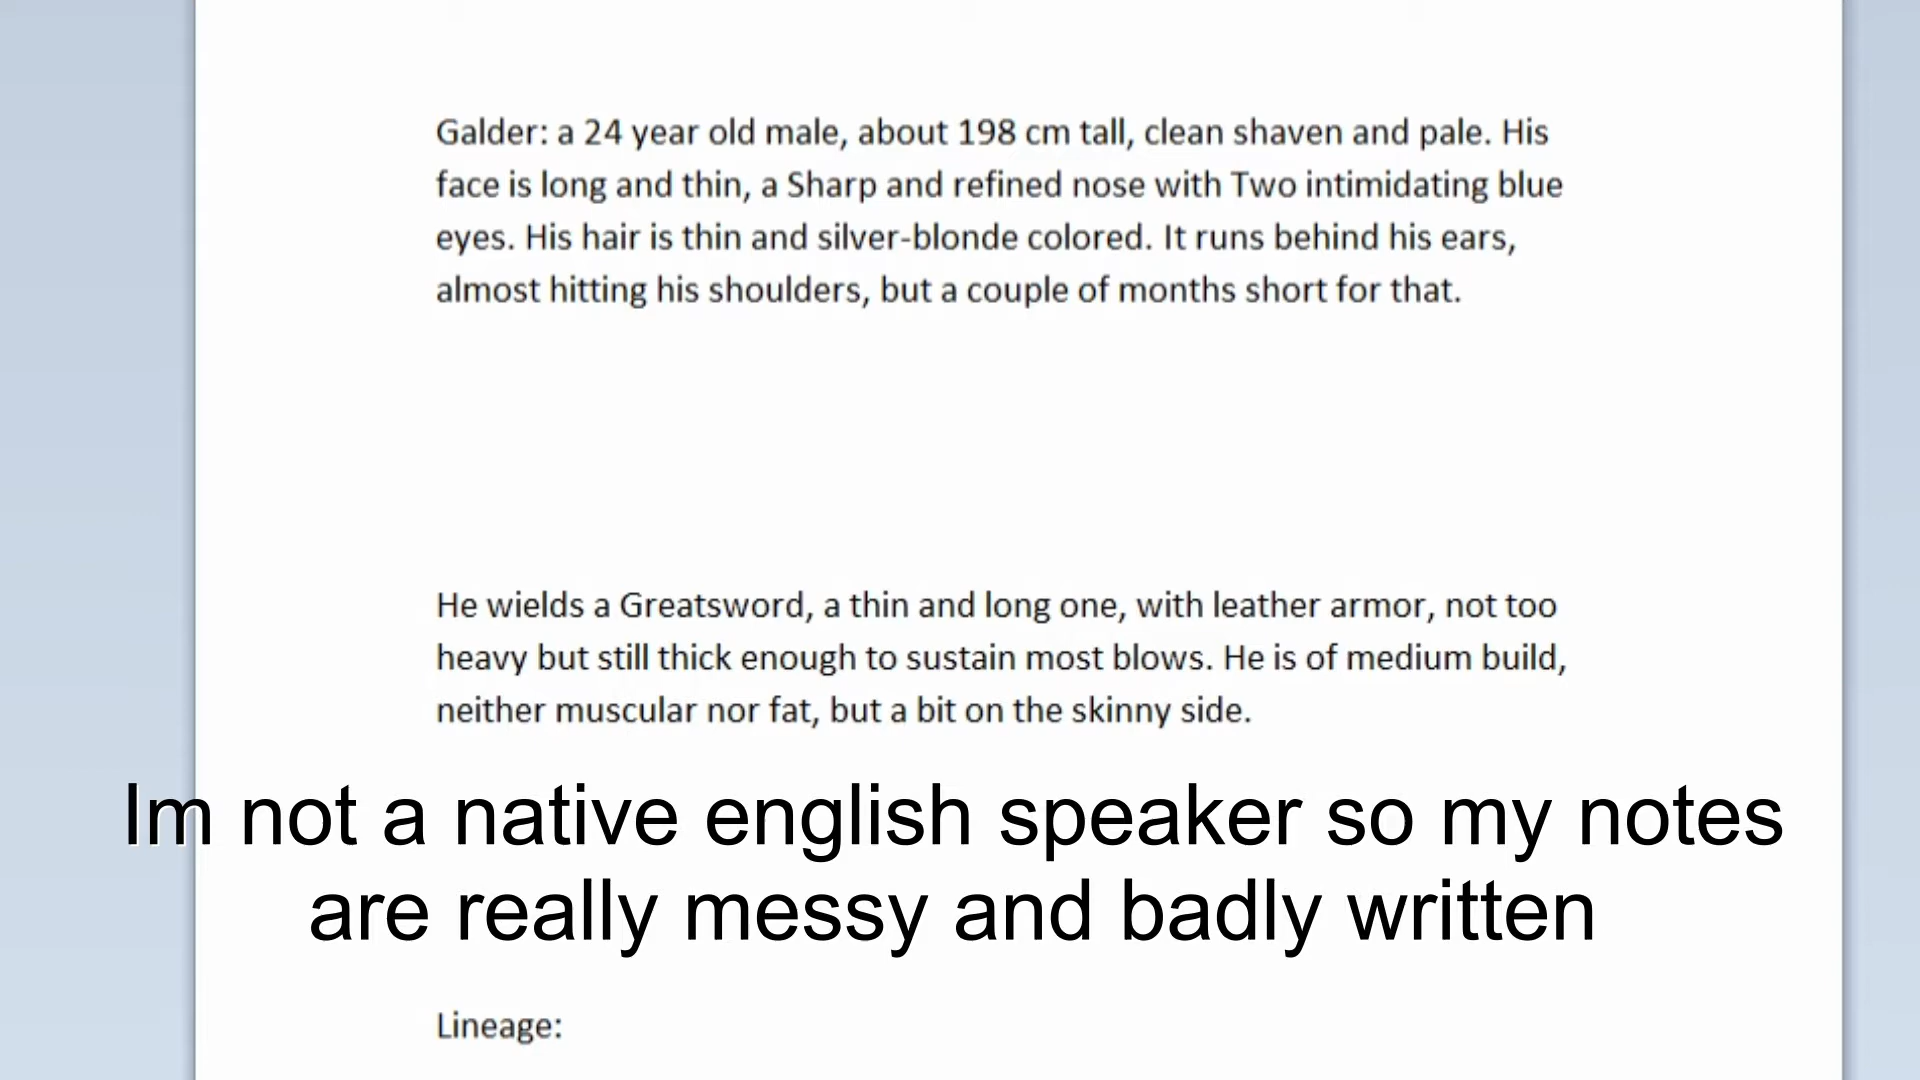 Galder: a 24 year old male, about 198 cm tall, clean shaven and pale. His
face is long and thin, a Sharp and refined nose with Two intimidating blue
eyes. His hair is thin and silver-blonde colored. It runs behind his ears,
almost hitting his shoulders, but a couple of months short for that.
He wields a Greatsword, a thin and long one, with leather armor, not too
heavy but still thick enough to sustain most blows. He is of medium build,
neither muscular nor fat, but a bit on the skinny side.
Im not a native english speaker so my notes
are really messy and badly written
Lineage: